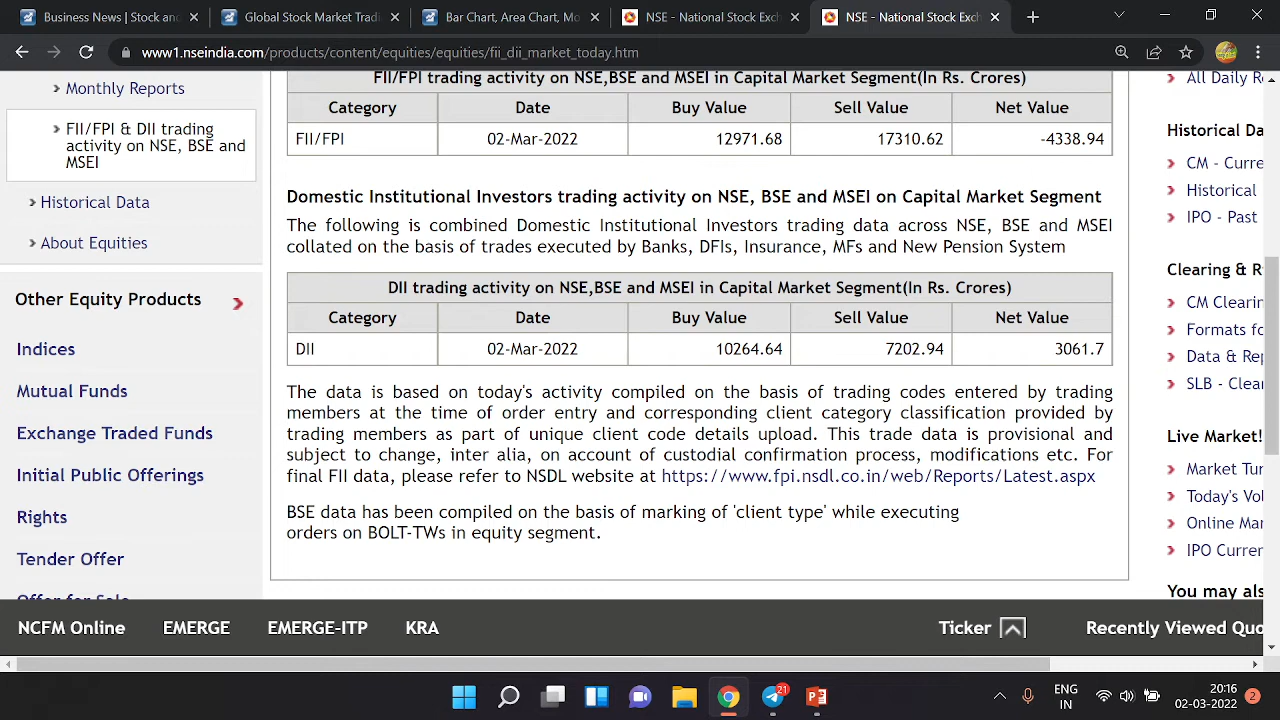 Business News | Stock and
Global Stock Market Tradi
Bar Chart, Area Chart, Mo
NSE - National Stock Exch
NSE - National Stock Exch
www1.nseindia.com/products/content/equities/equities/fii_dii_market_today.htm
Monthly Reports
FII/FPI & DII trading
activity on NSE, BSE and
MSEI
Historical Data
About Equities
Other Equity Products
Indices
Mutual Funds
Exchange Traded Funds
Initial Public Offerings
Rights
Tender Offer
Offer for Sale
FII/FPI trading activity on NSE,BSE and MSEI in Capital Market Segment(In Rs. Crores)
Category Date Buy Value Sell Value Net Value
FII/FPI 02-Mar-2022 12971.68 17310.62 -4338.94
Domestic Institutional Investors trading activity on NSE, BSE and MSEI on Capital Market Segment
The following is combined Domestic Institutional Investors trading data across NSE, BSE and MSEI
collated on the basis of trades executed by Banks, DFIs, Insurance, MFs and New Pension System
DII trading activity on NSE,BSE and MSEI in Capital Market Segment(In Rs. Crores)
Category Date Buy Value Sell Value Net Value
DII 02-Mar-2022 10264.64 7202.94 3061.7
The data is based on today's activity compiled on the basis of trading codes entered by trading
members at the time of order entry and corresponding client category classification provided by
trading members as part of unique client code details upload. This trade data is provisional and
subject to change, inter alia, on account of custodial confirmation process, modifications etc. For
final FII data, please refer to NSDL website at https://www.fpi.nsdl.co.in/web/Reports/Latest.aspx
BSE data has been compiled on the basis of marking of 'client type' while executing
orders on BOLT-TWs in equity segment.
All Daily R
Historical Da
CM - Curre
Historical
IPO - Past
Clearing & R
CM Clearin
Formats fo
Data & Rep
SLB - Clea
Live Market!
Market Tur
Today's Vol
Online Mar
IPO Curren
You may als
NCFM Online EMERGE EMERGE-ITP KRA Ticker Recently Viewed Quo
21
ENG
IN
20:16
02-03-2022
2